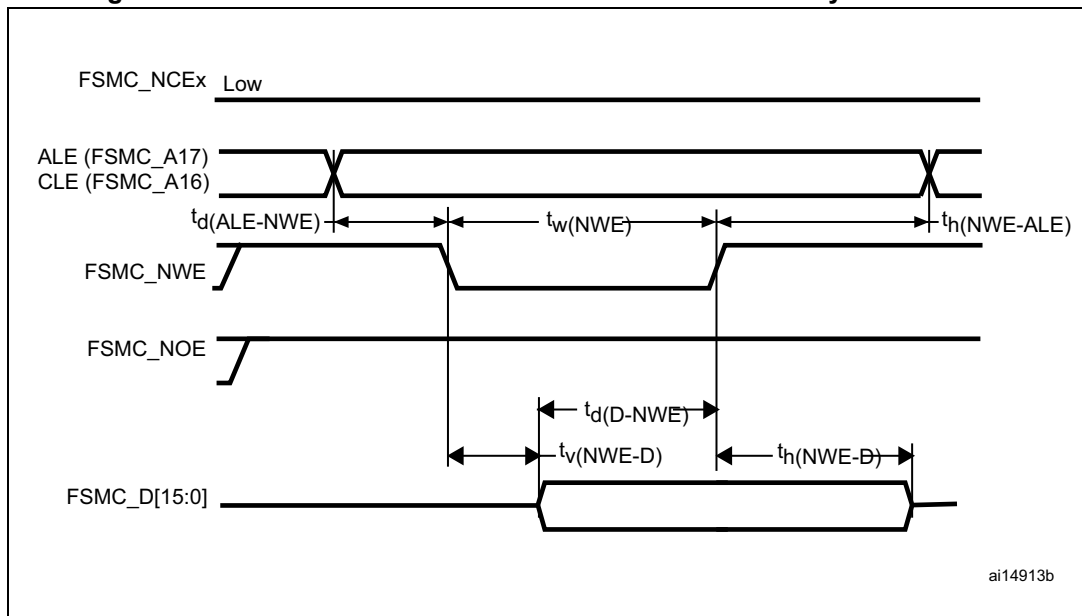 FSMC_NCEx Low
ALE (FSMC_A17)
CLE (FSMC_A16)
td(ALE-NWE) tw(NWE) th(NWE-ALE)
FSMC_NWE
FSMC_NOE
td(D-NWE)
tv(NWE-D) th(NWE-D)
FSMC_D[15:0]
ai14913b